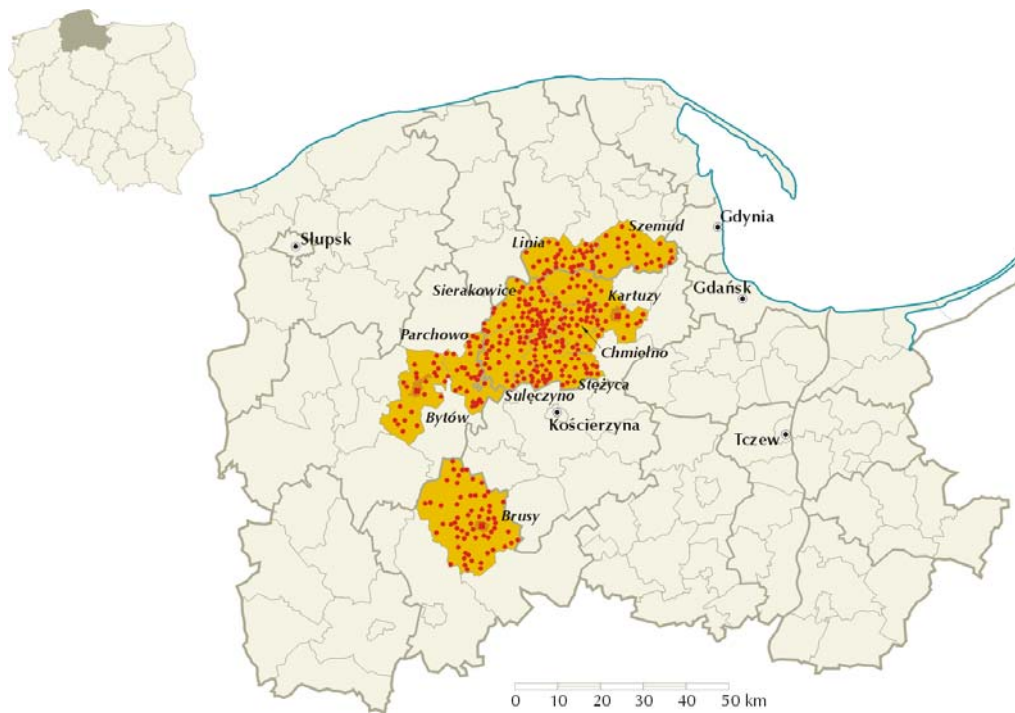 Gdynia
Szemud
Słupsk
Linia
Sierakowice
Kartuzy
Gdańsk
Parchowo
Chmielno
Stężyca
Sulęczyno
Bytów
Kościerzyna
Tczew
Brusy
0 10 20 30 40 50 km